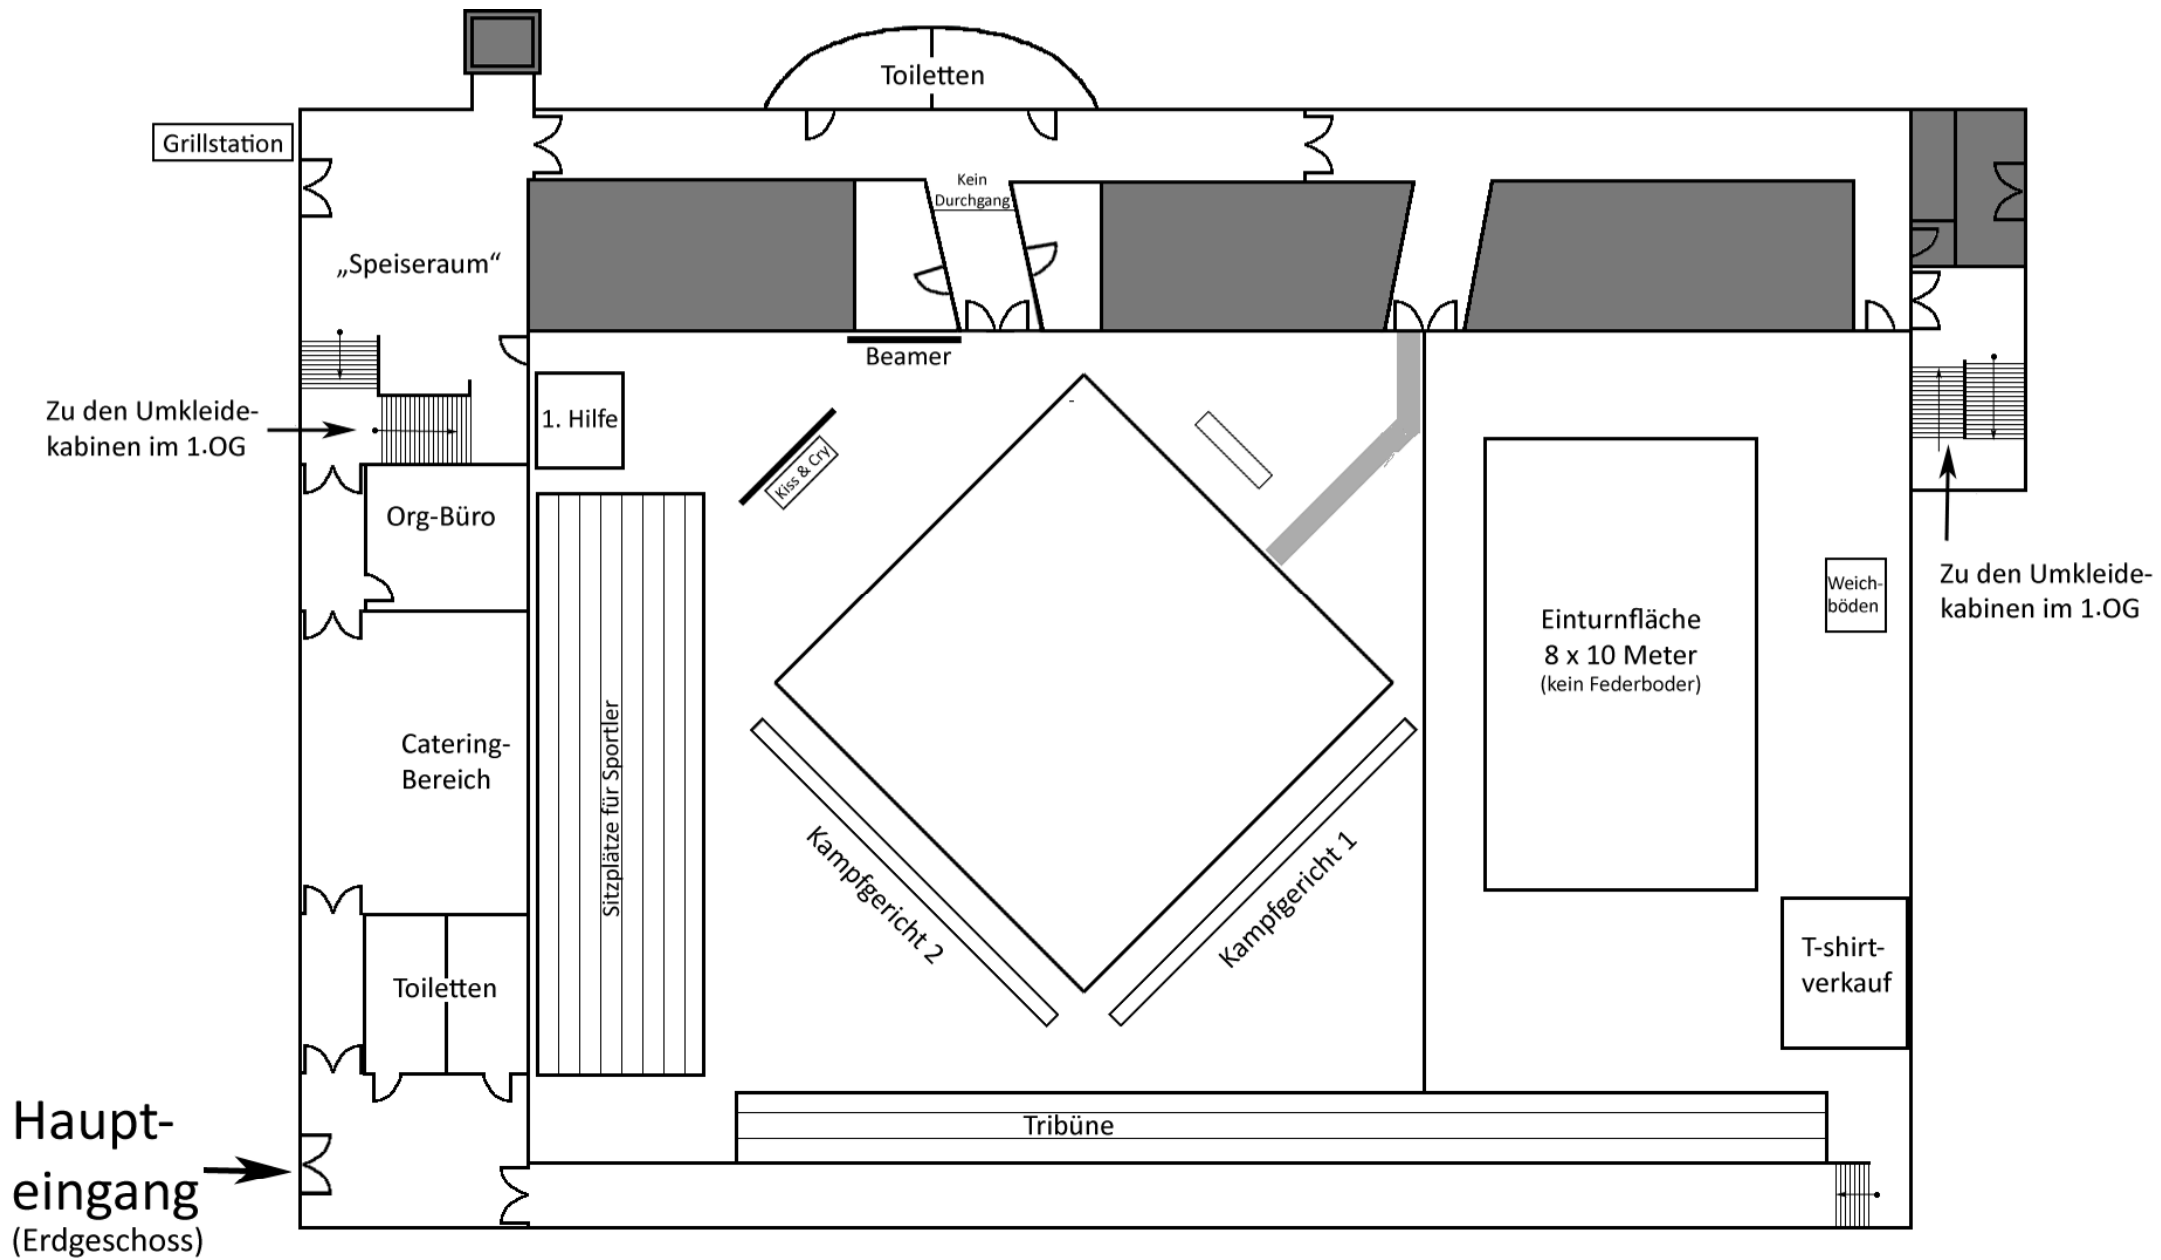 Toiletten
Grillstation
Kein
Durchgang
„Speiseraum“
Beamer
Zu den Umkleide-
kabinen im 1.OG
1. Hilfe
Kiss & Cry
Org-Büro
Zu den Umkleide-
kabinen im 1.OG
Weich-
böden
Einturnfläche
8 x 10 Meter
(kein Federboder)
Sitzplätze für Sportler
Catering-
Bereich
Kampfgericht 2
Kampfgericht 1
T-shirt-
verkauf
Toiletten
Tribüne
Haupt-
eingang
(Erdgeschoss)